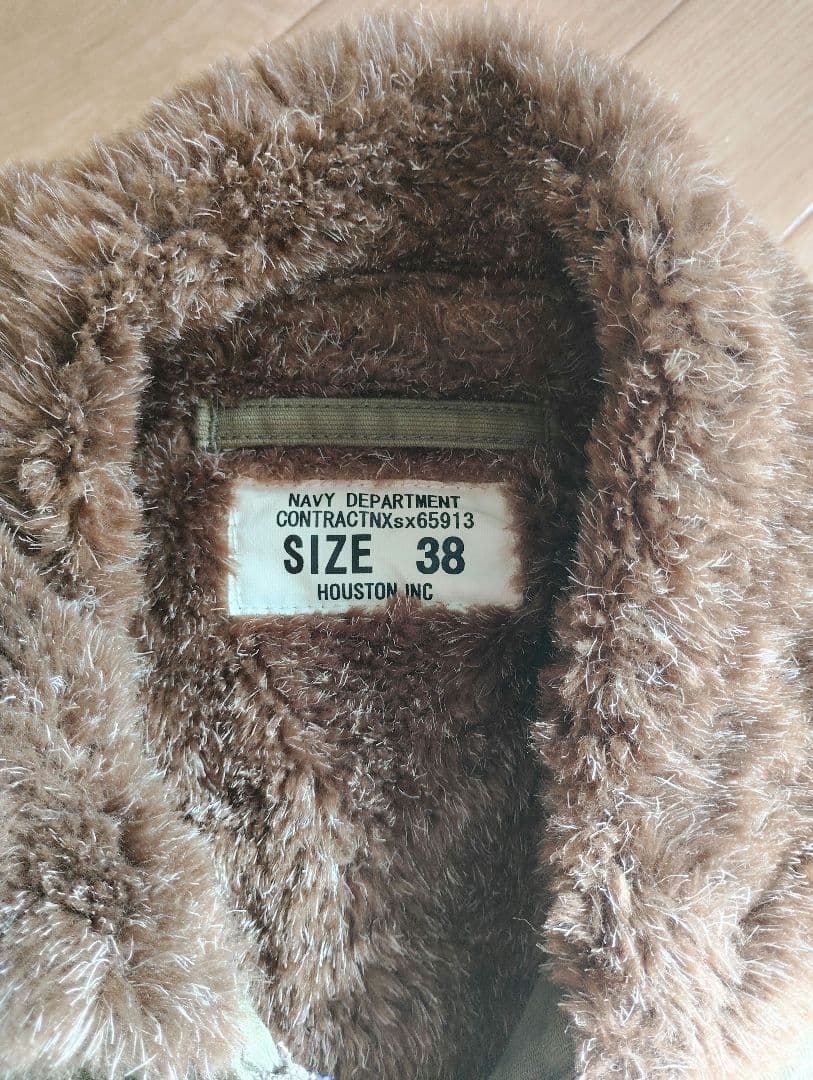 NAVY DEPARTMENT
CONTRACTNXsx65913
SIZE 38
HOUSTON INC